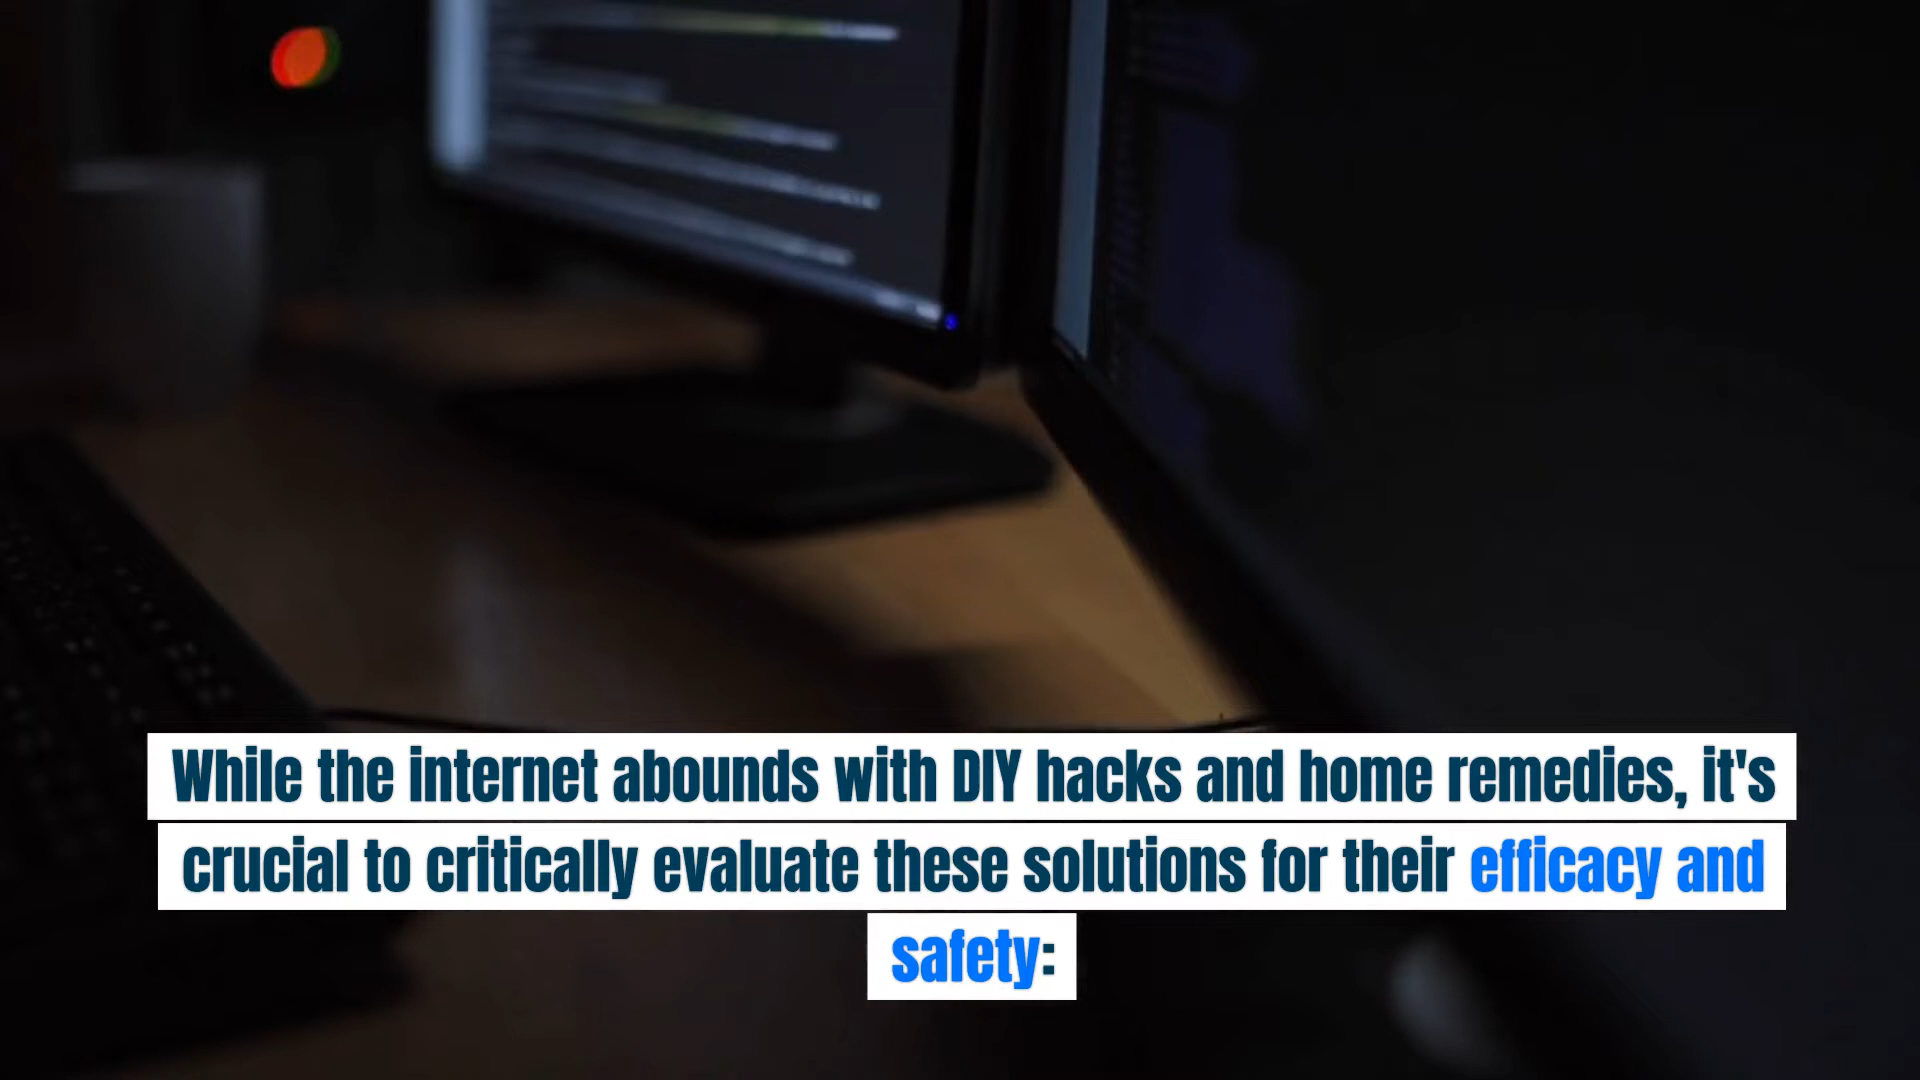 While the internet abounds with DIY hacks and home remedies, it's
crucial to critically evaluate these solutions for their efficacy and
safety: